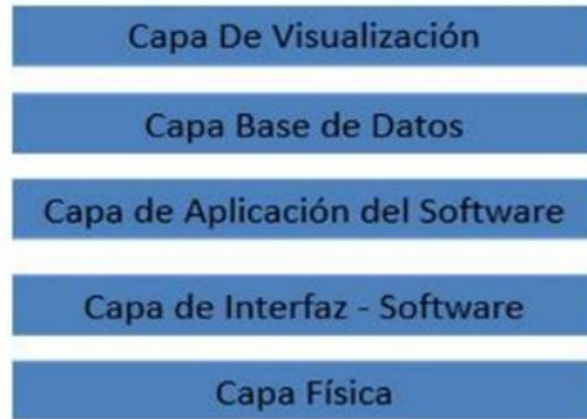 Capa De Visualización
Capa Base de Datos
Capa de Aplicación del Software
Capa de Interfaz - Software
Capa Física